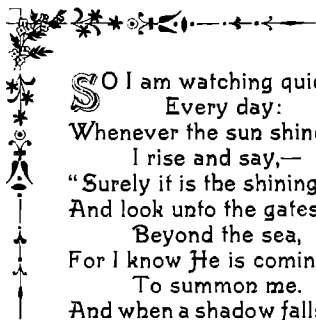 SO I am watching quie
Every day:
Whenever the sun shine
I rise and say,—
"Surely it is the shining
And look unto the gates
Beyond the sea,
For I know He is comin
To summon me.
And when a shadow falls